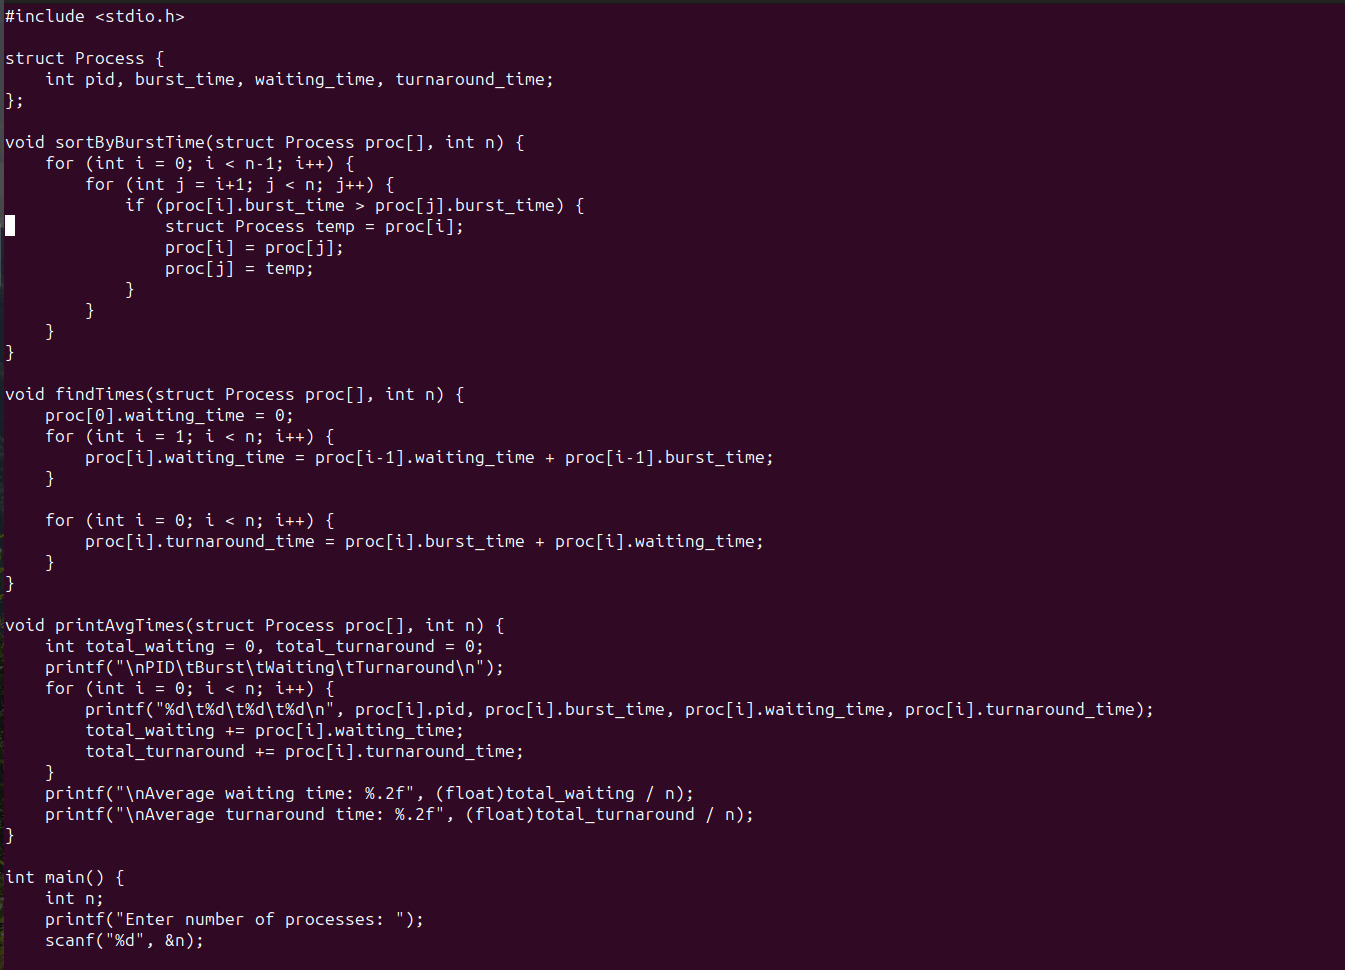 #include <stdio.h>

struct Process {
    int pid, burst_time, waiting_time, turnaround_time;
};

void sortByBurstTime(struct Process proc[], int n) {
    for (int i = 0; i < n-1; i++) {
        for (int j = i+1; j < n; j++) {
            if (proc[i].burst_time > proc[j].burst_time) {
                struct Process temp = proc[i];
                proc[i] = proc[j];
                proc[j] = temp;
            }
        }
    }
}

void findTimes(struct Process proc[], int n) {
    proc[0].waiting_time = 0;
    for (int i = 1; i < n; i++) {
        proc[i].waiting_time = proc[i-1].waiting_time + proc[i-1].burst_time;
    }

    for (int i = 0; i < n; i++) {
        proc[i].turnaround_time = proc[i].burst_time + proc[i].waiting_time;
    }
}

void printAvgTimes(struct Process proc[], int n) {
    int total_waiting = 0, total_turnaround = 0;
    printf("\nPID\tBurst\tWaiting\tTurnaround\n");
    for (int i = 0; i < n; i++) {
        printf("%d\t%d\t%d\t%d\n", proc[i].pid, proc[i].burst_time, proc[i].waiting_time, proc[i].turnaround_time);
        total_waiting += proc[i].waiting_time;
        total_turnaround += proc[i].turnaround_time;
    }
    printf("\nAverage waiting time: %.2f", (float)total_waiting / n);
    printf("\nAverage turnaround time: %.2f", (float)total_turnaround / n);
}

int main() {
    int n;
    printf("Enter number of processes: ");
    scanf("%d", &n);